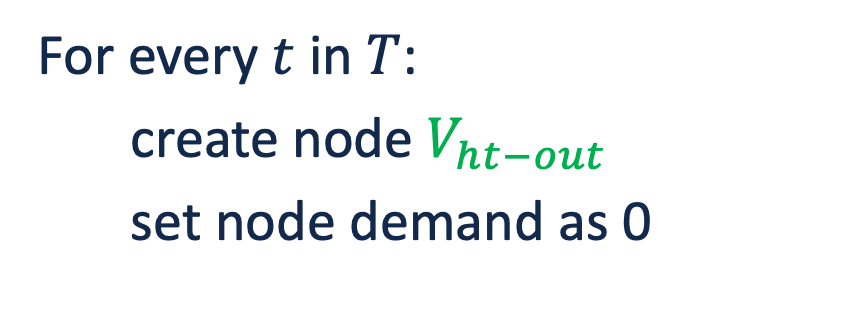 For every t in T:
create node V_{ht-out}
set node demand as 0